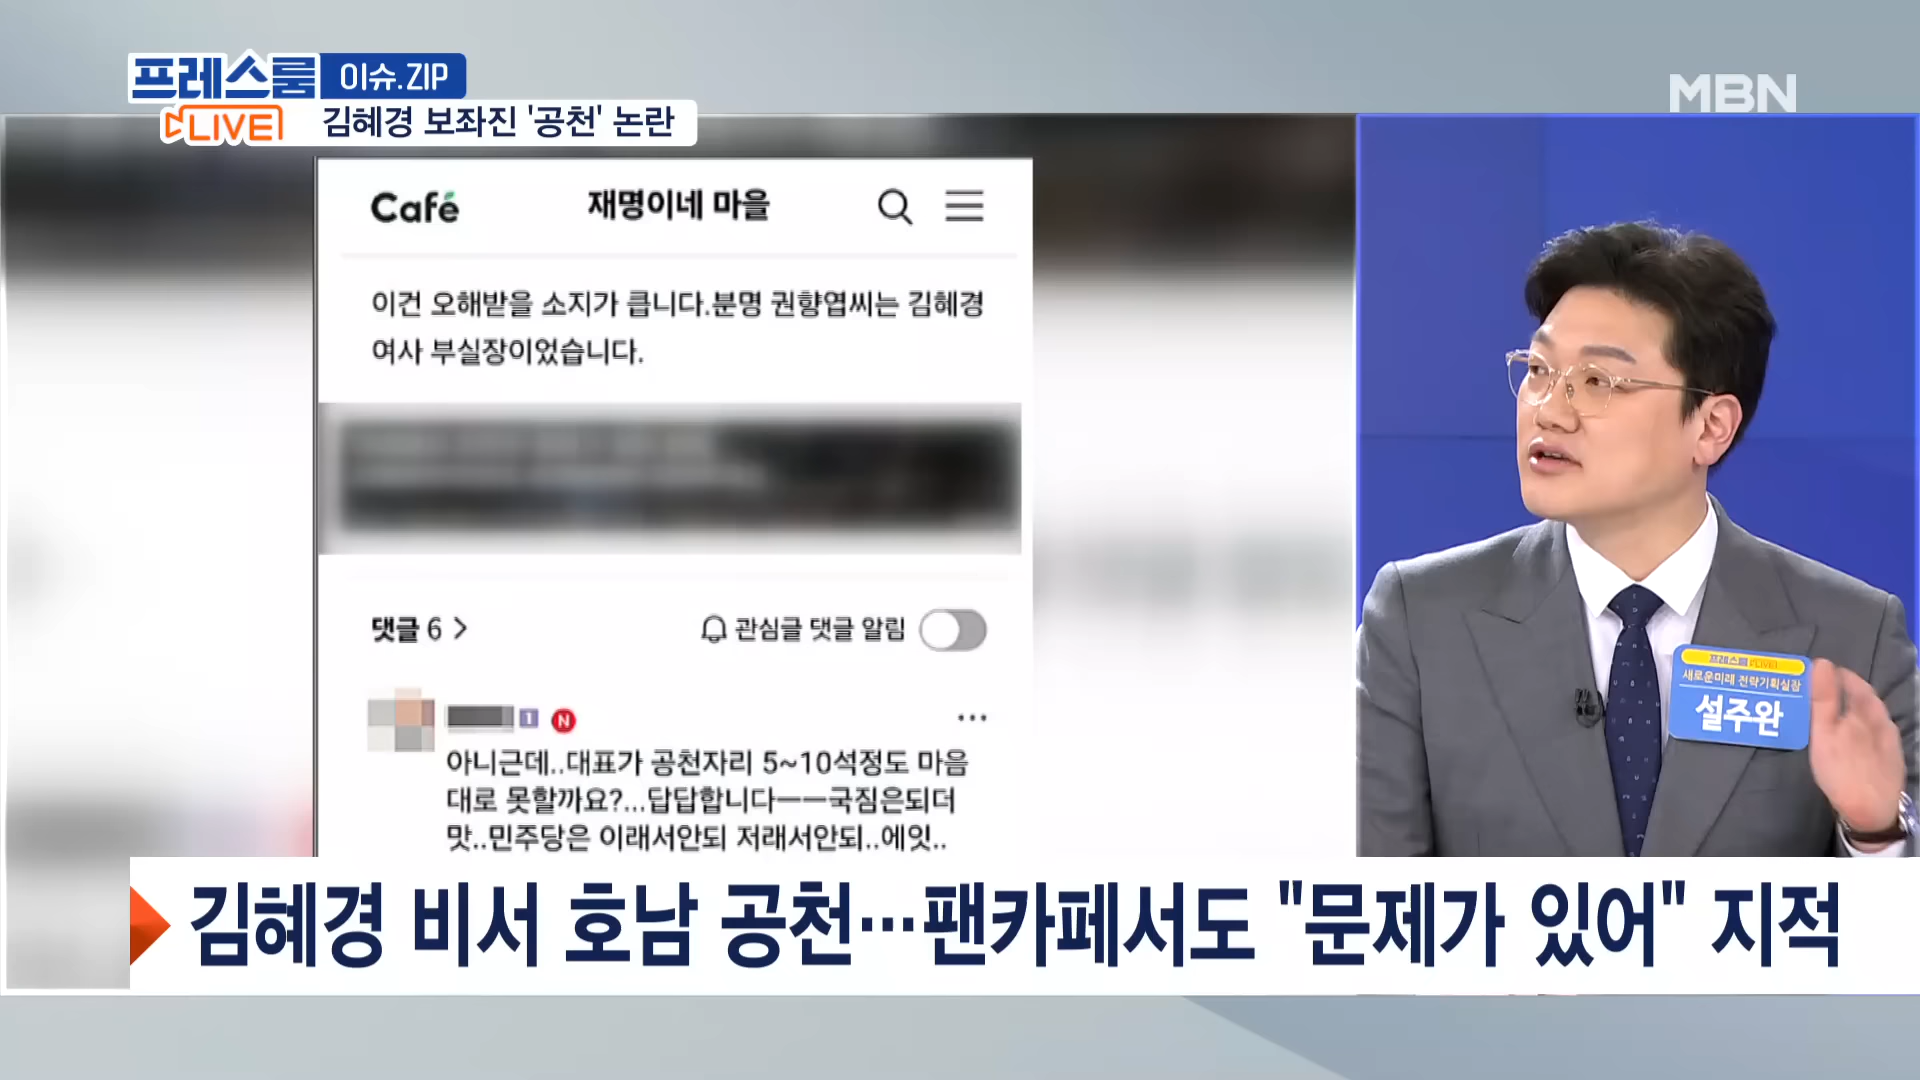 프레스룸 이슈.ZIP
LIVE! 김혜경 보좌진 '공천' 논란
MBN
Café 재명이네 마을
이건 오해받을 소지가 큽니다.분명 권향엽씨는 김혜경
여사 부실장이었습니다.
댓글 6 관심글 댓글 알림
1 N
아니근데..대표가 공천자리 5~10석정도 마음
대로 못할까요?...답답합니다ㅡㅡ국짐은되더
맛..민주당은 이래서안되 저래서안되..에잇..
프레스룸 LIVE!
새로운미래 전략기획실장
설주완
김혜경 비서 호남 공천…팬카페서도 "문제가 있어" 지적